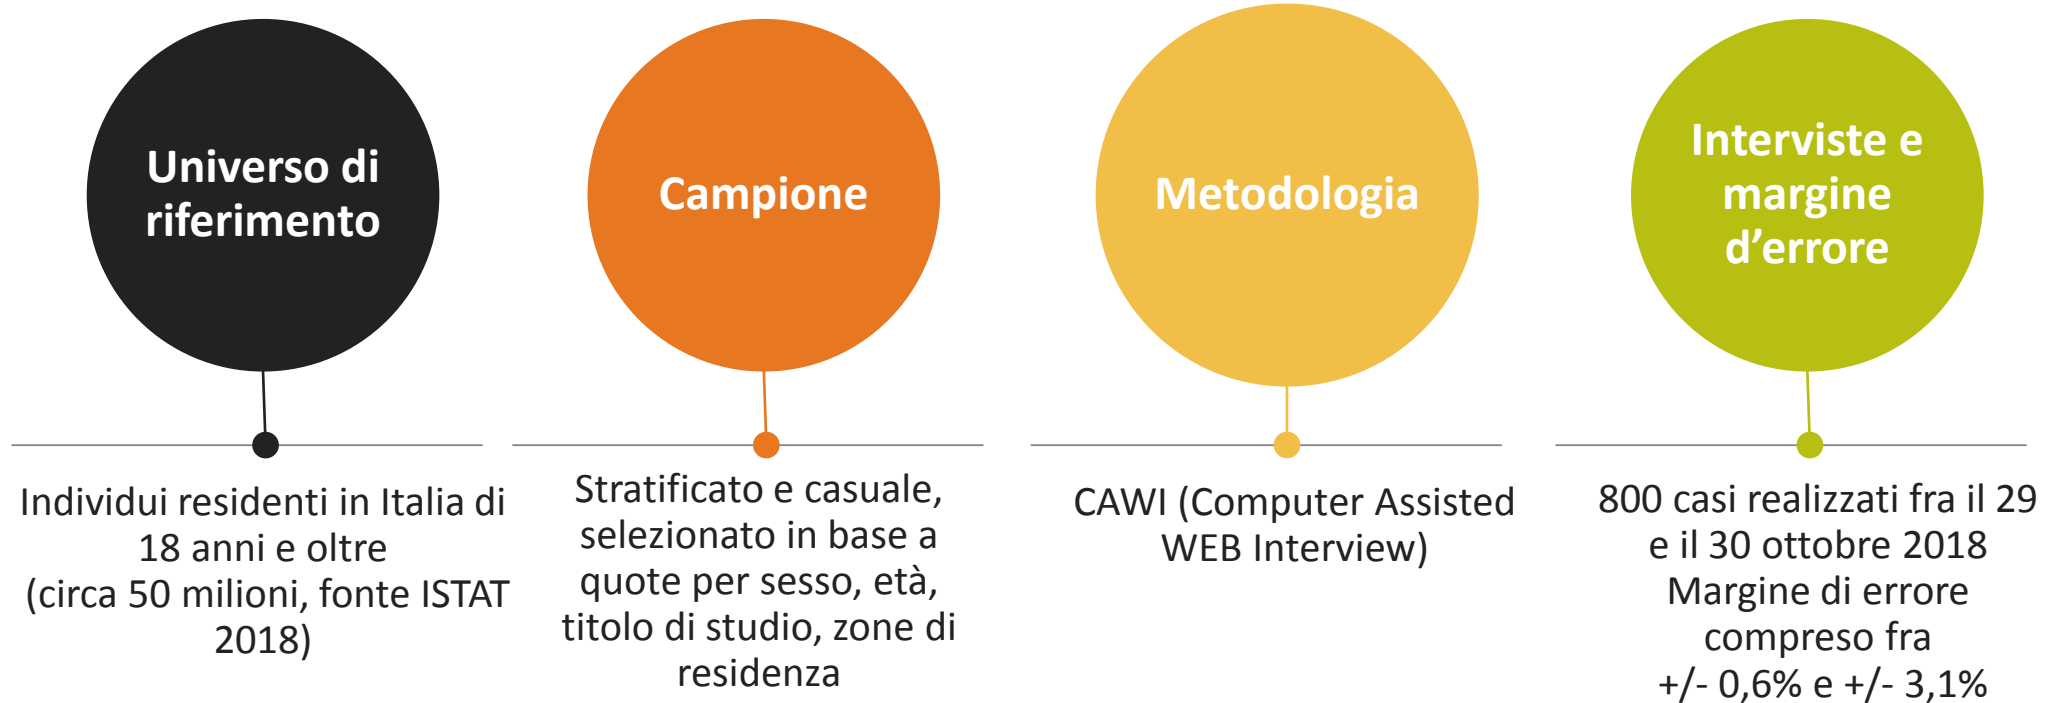 Universo di
riferimento
Individui residenti in Italia di
18 anni e oltre
(circa 50 milioni, fonte ISTAT
2018)
Campione
Stratificato e casuale,
selezionato in base a
quote per sesso, età,
titolo di studio, zone di
residenza
Metodologia
CAWI (Computer Assisted
WEB Interview)
Interviste e
margine
d’errore
800 casi realizzati fra il 29
e il 30 ottobre 2018
Margine di errore
compreso fra
+/- 0,6% e +/- 3,1%